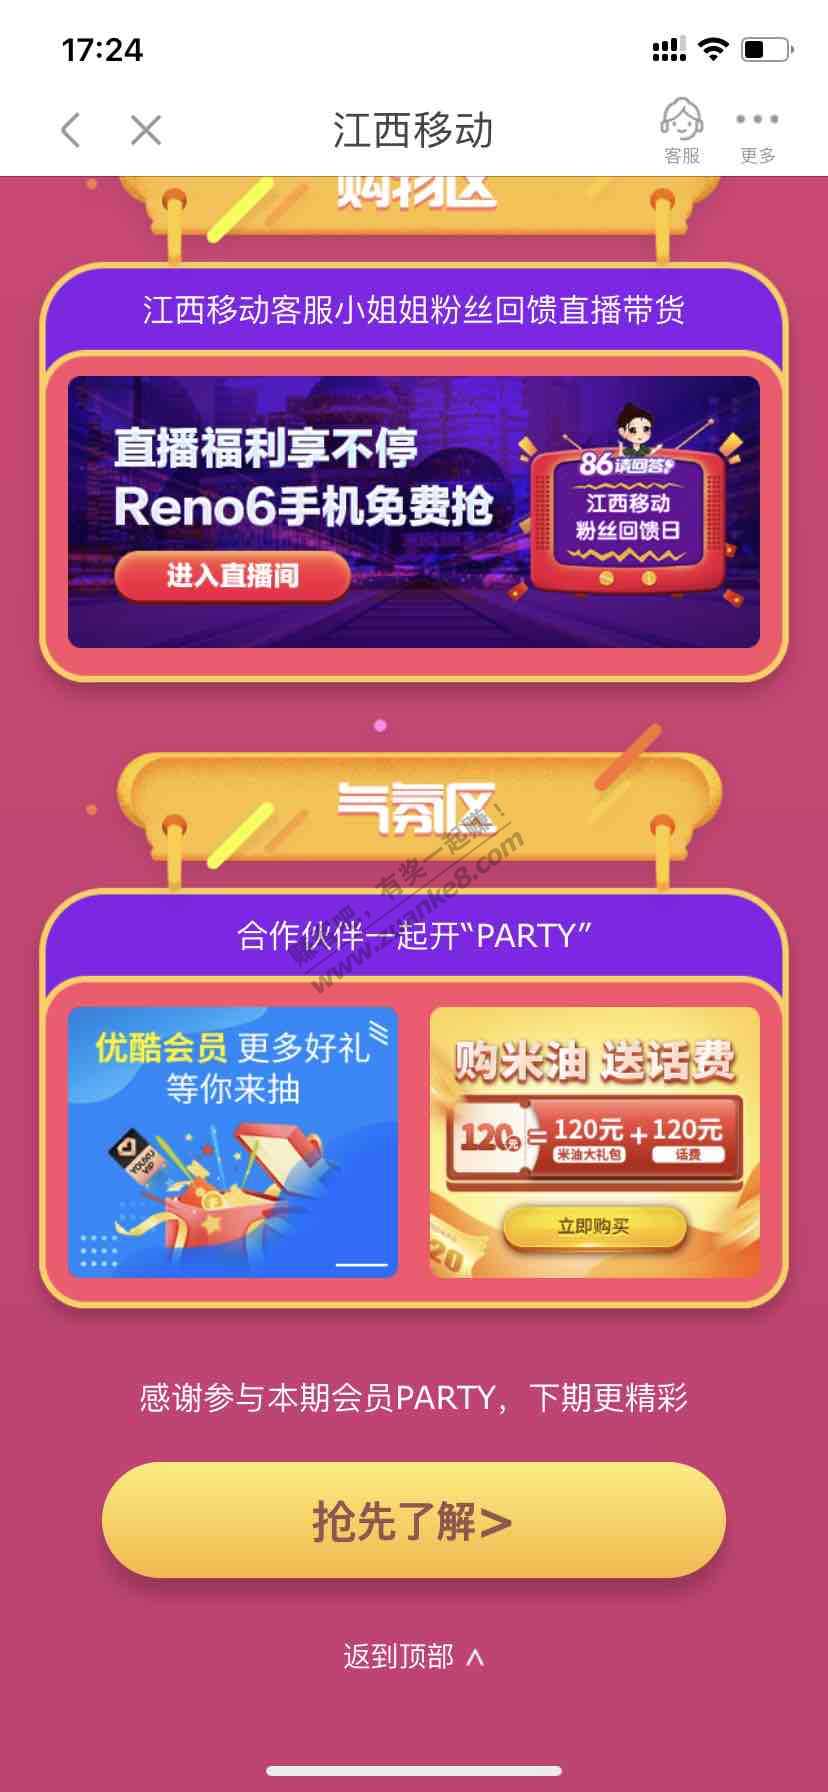 17:24
江西移动
客服
更多
购物区
江西移动客服小姐姐粉丝回馈直播带货
直播福利享不停
Reno6手机免费抢
进入直播间
86请回答
江西移动
粉丝回馈日
气氛区
合作伙伴一起开“PARTY”
优酷会员 更多好礼
等你来抽
YOUKU VIP
购米油 送话费
120元=120元+120元
米油大礼包 话费
立即购买
20
赚客吧，有奖一起赚！
www.zuanke8.com
感谢参与本期会员PARTY，下期更精彩
抢先了解>
返到顶部